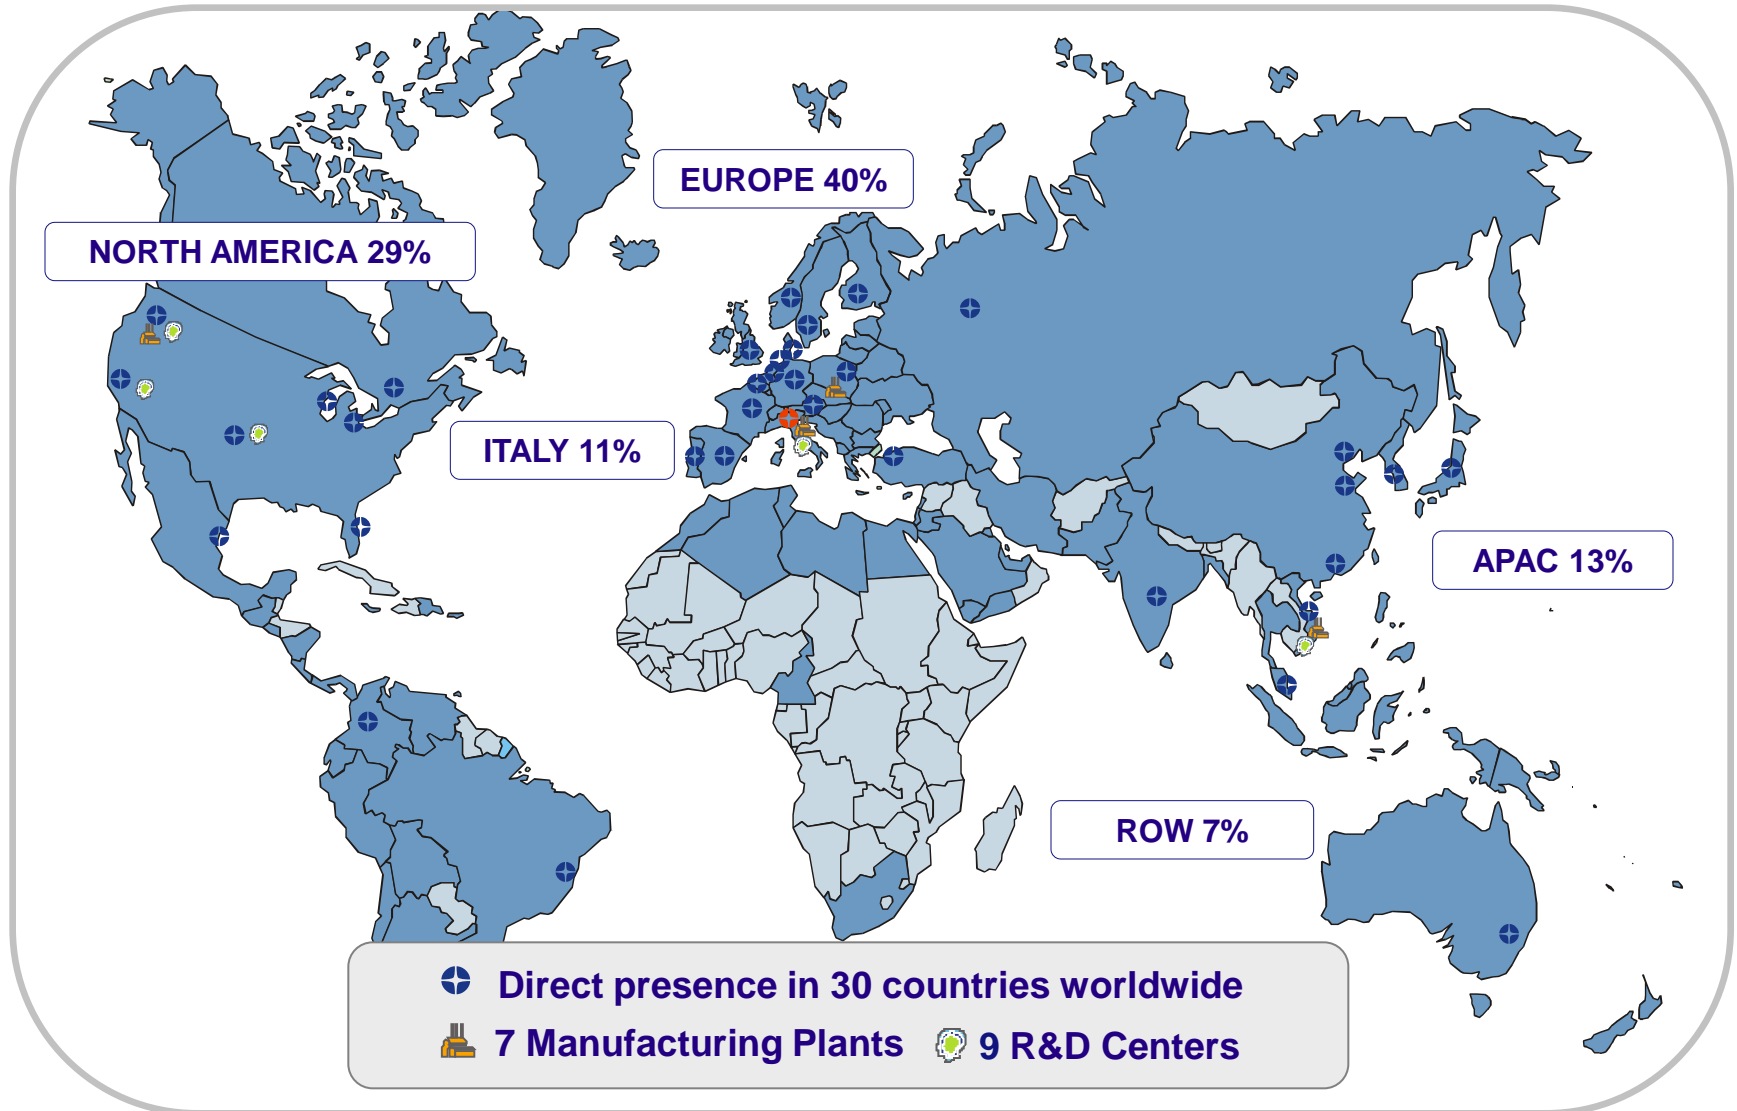 EUROPE 40%
NORTH AMERICA 29%
ITALY 11%
APAC 13%
ROW 7%
Direct presence in 30 countries worldwide
7 Manufacturing Plants
9 R&D Centers